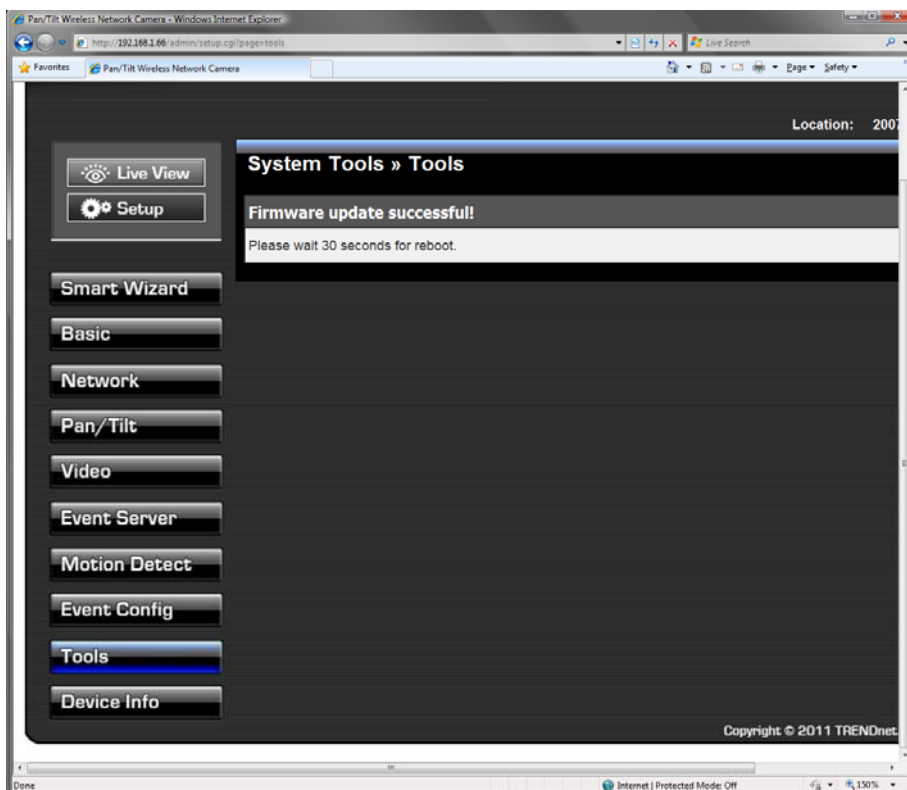 Pan/Tilt Wireless Network Camera - Windows Internet Explorer
http://192.168.1.66/admin/setup.cgi?page=tools
Live Search
Favorites
Pan/Tilt Wireless Network Camera
Page
Safety
Location: 2007
Live View
Setup
System Tools » Tools
Firmware update successful!
Please wait 30 seconds for reboot.
Smart Wizard
Basic
Network
Pan/Tilt
Video
Event Server
Motion Detect
Event Config
Tools
Device Info
Copyright © 2011 TRENDnet.
Done
Internet | Protected Mode: Off
150%